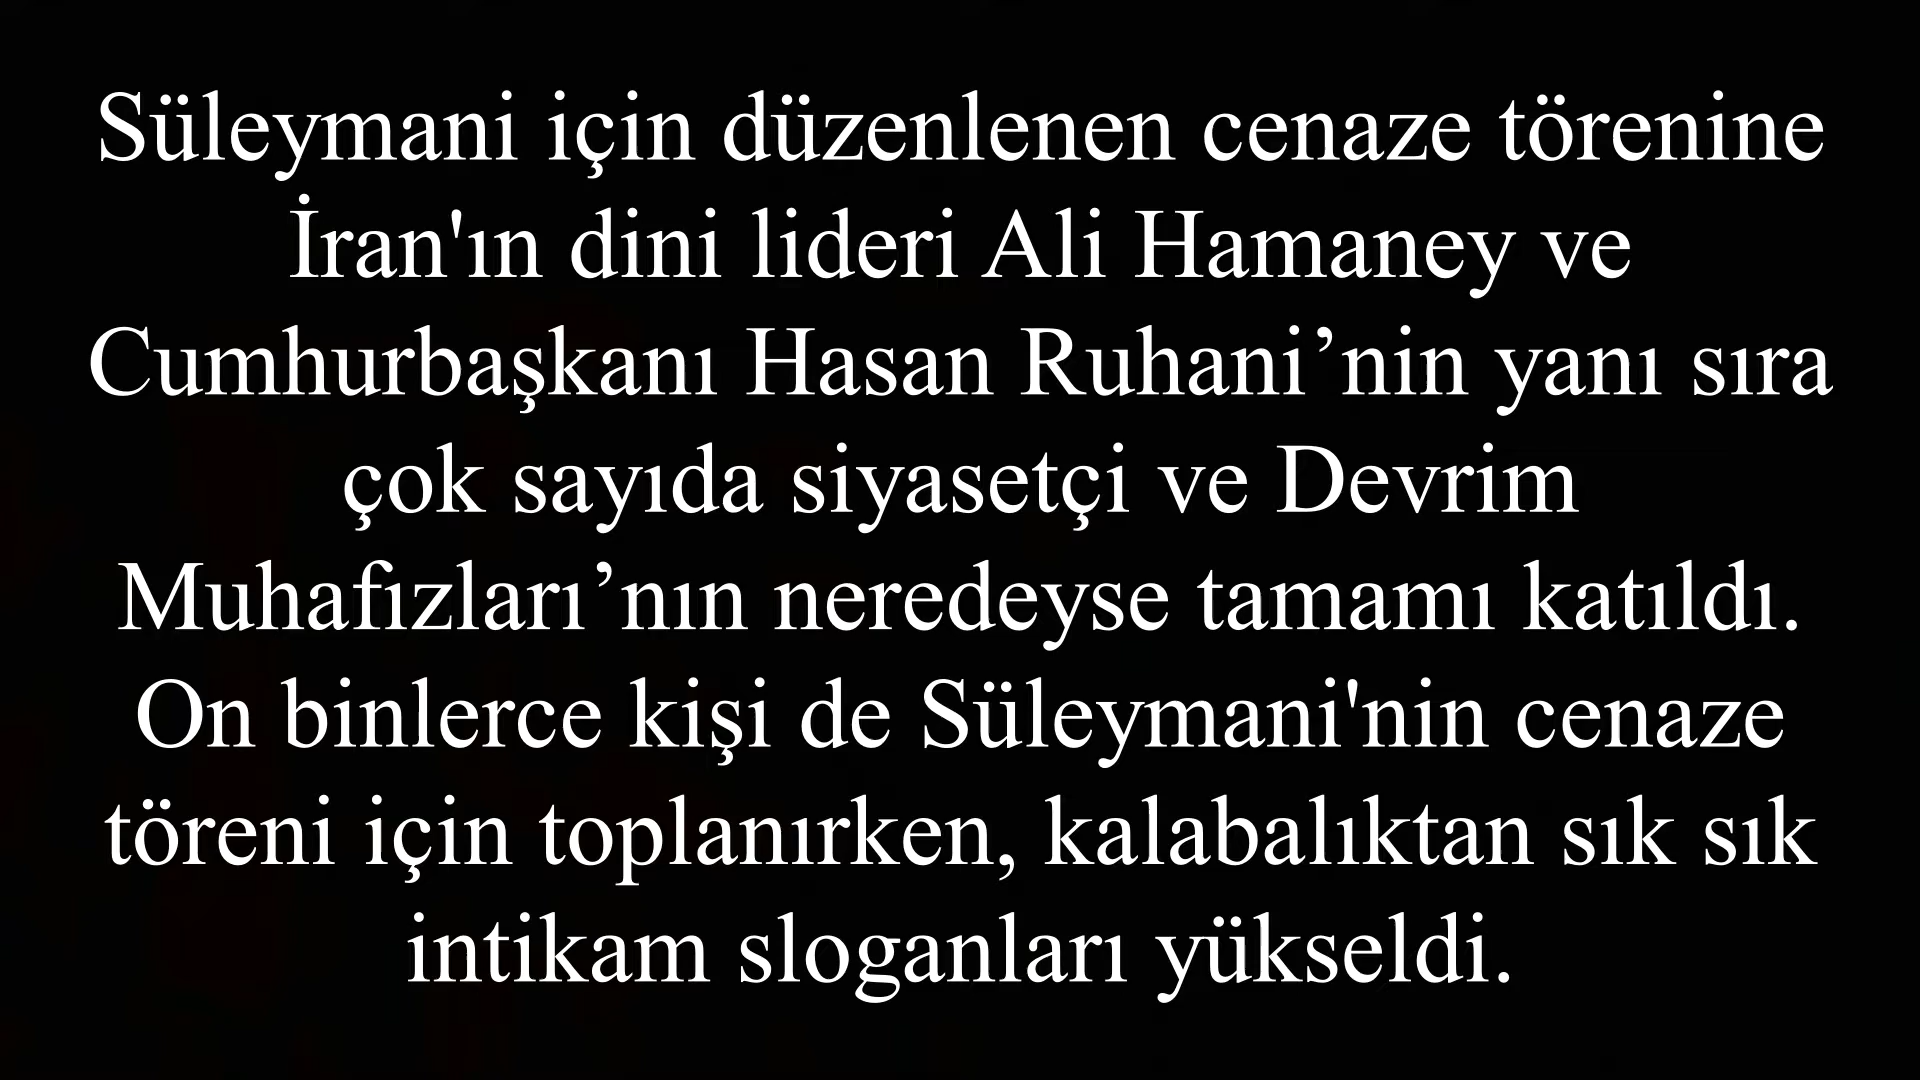 Süleymani için düzenlenen cenaze törenine
İran'ın dini lideri Ali Hamaney ve
Cumhurbaşkanı Hasan Ruhani’nin yanı sıra
çok sayıda siyasetçi ve Devrim
Muhafızları’nın neredeyse tamamı katıldı.
On binlerce kişi de Süleymani'nin cenaze
töreni için toplanırken, kalabalıktan sık sık
intikam sloganları yükseldi.